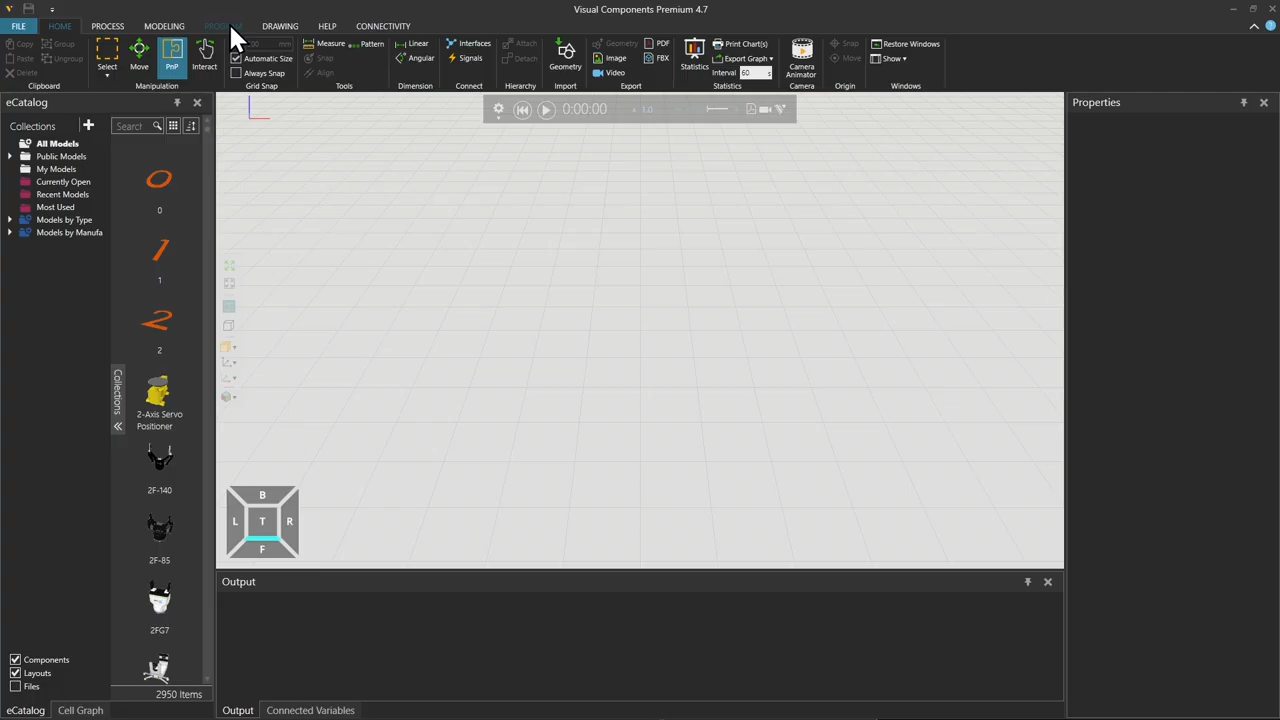 Visual Components Premium 4.7
FILE HOME PROCESS MODELING PROGRAM DRAWING HELP CONNECTIVITY
Copy Group
Paste Ungroup
Delete
Clipboard
Select Move PnP Interact
Manipulation
mm
Automatic Size
Always Snap
Grid Snap
Measure Pattern
Snap
Align
Tools
Linear
Angular
Dimension
Interfaces
Signals
Connect
Attach
Detach
Hierarchy
Geometry
Import
Geometry PDF
Image FBX
Video
Export
Statistics
Print Chart(s)
Export Graph
Interval 60 s
Statistics
Camera
Animator
Camera
Snap
Move
Origin
Restore Windows
Show
Windows
eCatalog
Collections
Search
All Models
Public Models
My Models
Currently Open
Recent Models
Most Used
Models by Type
Models by Manufa
Collections
0
1
2
2-Axis Servo
Positioner
2F-140
2F-85
2FG7
Components
Layouts
Files
2950 Items
eCatalog Cell Graph
0:00:00
1.0
B
L T R
F
Output
Output Connected Variables
Properties